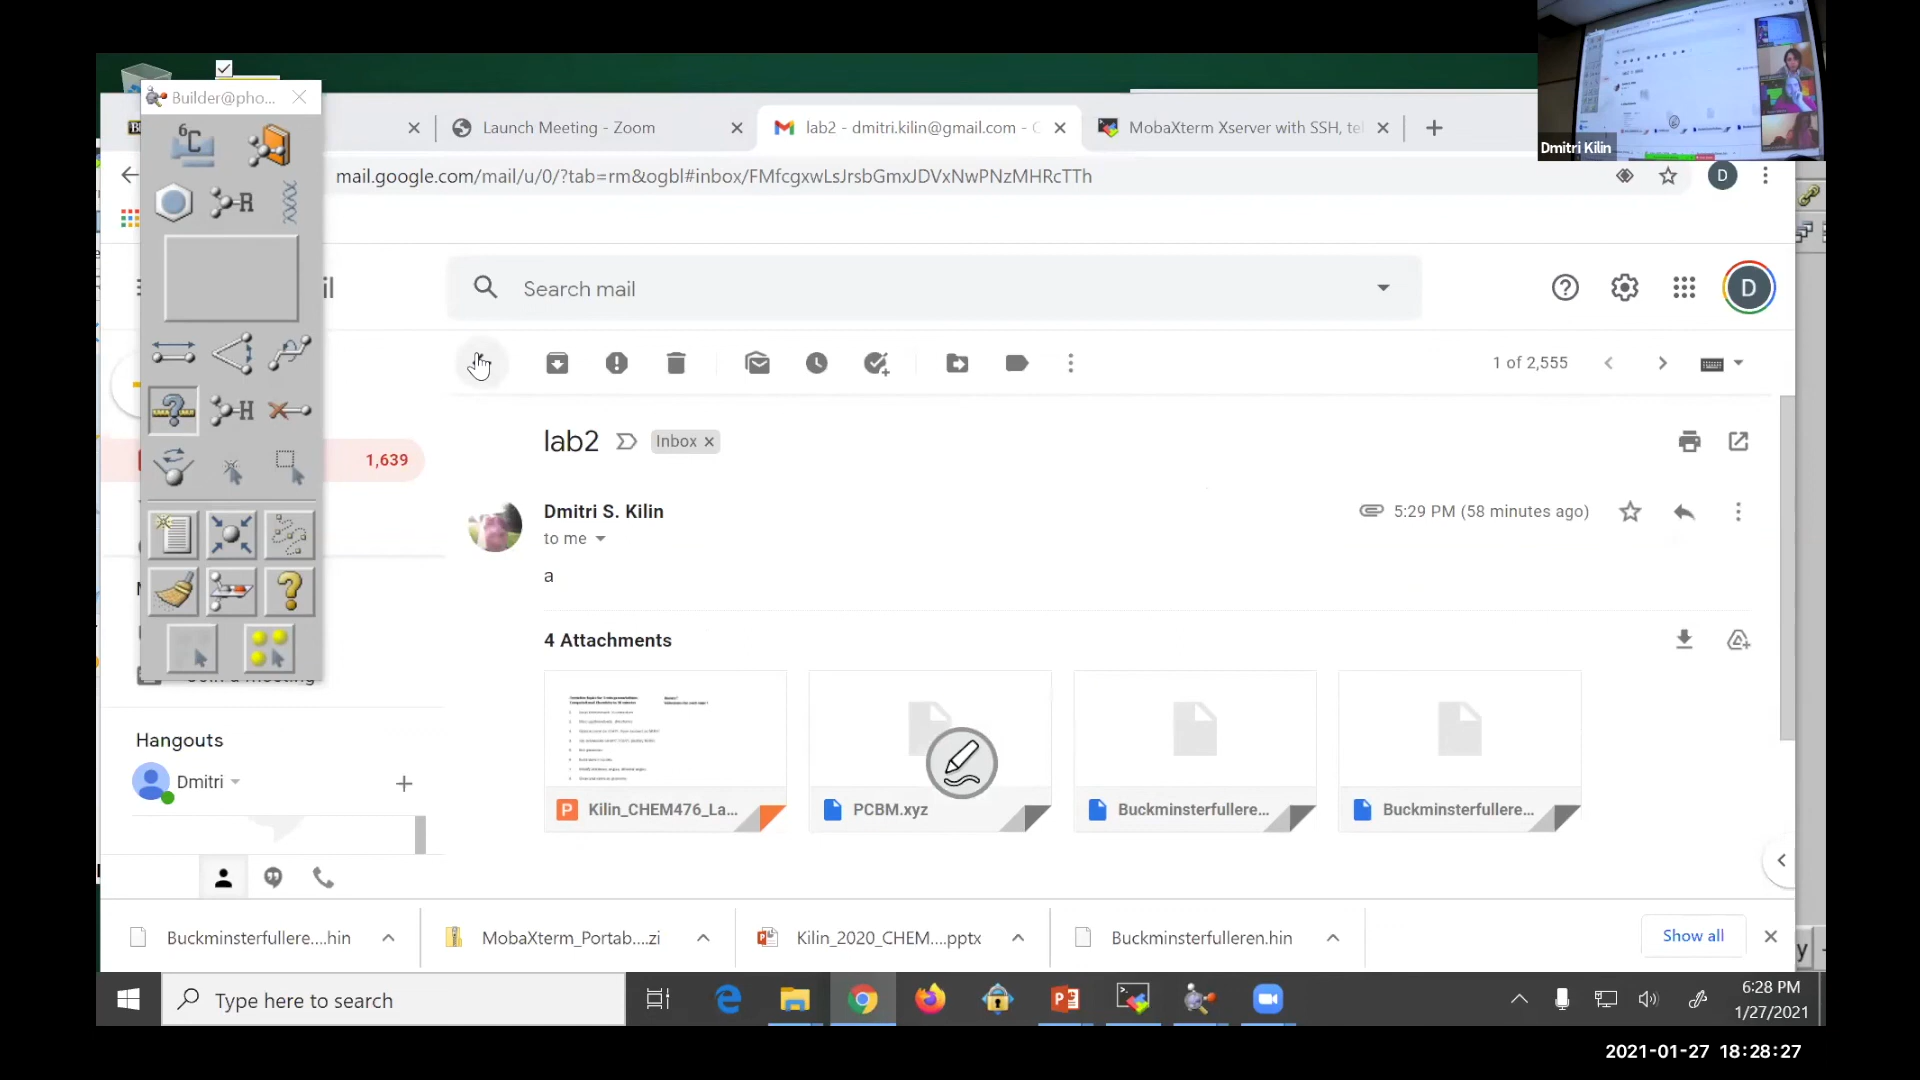 Dmitri Kilin
Builder@pho...
Launch Meeting - Zoom
lab2 - dmitri.kilin@gmail.com -
MobaXterm Xserver with SSH, tel
mail.google.com/mail/u/0/?tab=rm&ogbl#inbox/FMfcgxwLsJrsbGmxJDVxNwPNzMHRcTTh
D
6C
R
il
Search mail
D
1 of 2,555
H
lab2
Inbox
1,639
Dmitri S. Kilin
5:29 PM (58 minutes ago)
to me
a
4 Attachments
Hangouts
Dmitri
Kilin_CHEM476_La...
PCBM.xyz
Buckminsterfullere...
Buckminsterfullere...
Buckminsterfullere....hin
MobaXterm_Portab....zi
Kilin_2020_CHEM....pptx
Buckminsterfulleren.hin
Show all
y
Type here to search
6:28 PM
1/27/2021
2021-01-27 18:28:27